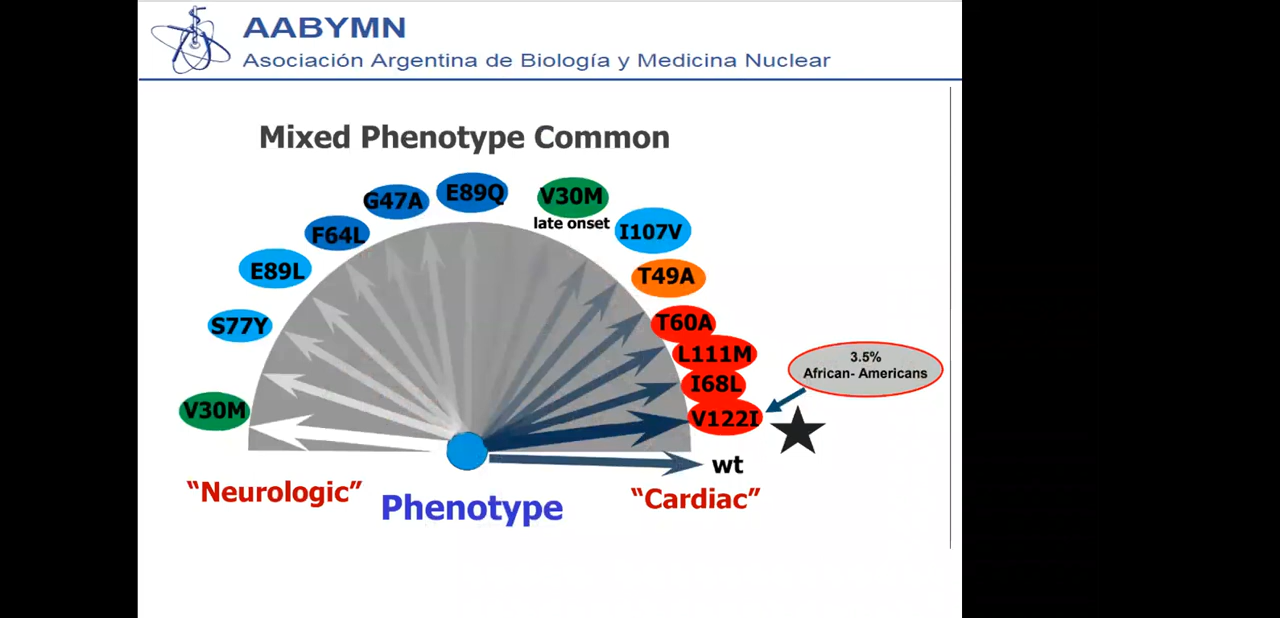 AABYMN
Asociación Argentina de Biología y Medicina Nuclear
Mixed Phenotype Common
E89Q
G47A
V30M
late onset
F64L
I107V
E89L
T49A
S77Y
T60A
L111M
3.5%
African- Americans
I68L
V30M
V122I
wt
“Neurologic”
“Cardiac”
Phenotype